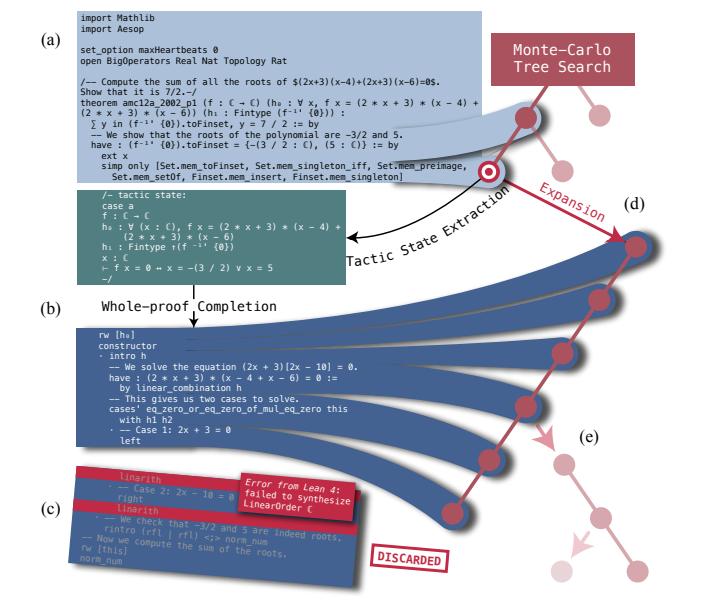 (a)
import Mathlib
import Aesop
set_option maxHeartbeats 0
open BigOperators Real Nat Topology Rat
/-- Compute the sum of all the roots of $(2x+3)(x-4)+(2x+3)(x-6)=0$.
Show that it is 7/2.-/
theorem amc12a_2002_p1 (f : ℂ → ℂ) (h₀ : ∀ x, f x = (2 * x + 3) * (x - 4) +
(2 * x + 3) * (x - 6)) (h₁ : Fintype (f⁻¹' {0})) :
∑ y in (f⁻¹' {0}).toFinset, y = 7 / 2 := by
-- We show that the roots of the polynomial are -3/2 and 5.
have : (f⁻¹' {0}).toFinset = {-(3 / 2 : ℂ), (5 : ℂ)} := by
ext x
simp only [Set.mem_toFinset, Set.mem_singleton_iff, Set.mem_preimage,
Set.mem_setOf, Finset.mem_insert, Finset.mem_singleton]
Monte-Carlo
Tree Search
/- tactic state:
case a
f : ℂ → ℂ
h₀ : ∀ (x : ℂ), f x = (2 * x + 3) * (x - 4) +
(2 * x + 3) * (x - 6)
h₁ : Fintype ↑(f ⁻¹' {0})
x : ℂ
⊢ f x = 0 ↔ x = -(3 / 2) ∨ x = 5
-/
Tactic State Extraction
Expansion
(d)
Whole-proof Completion
(b)
rw [h₀]
constructor
· intro h
-- We solve the equation (2x + 3)[2x - 10] = 0.
have : (2 * x + 3) * (x - 4 + x - 6) = 0 :=
by linear_combination h
-- This gives us two cases to solve.
cases' eq_zero_or_eq_zero_of_mul_eq_zero this
with h1 h2
· -- Case 1: 2x + 3 = 0
left
(e)
(c)
linarith
· -- Case 2: 2x - 10 = 0
right
linarith
· -- We check that -3/2 and 5 are indeed roots.
rintro (rfl | rfl) <;> norm_num
-- Now we compute the sum of the roots.
rw [this]
norm_num
Error from Lean 4:
failed to synthesize
LinearOrder ℂ
DISCARDED